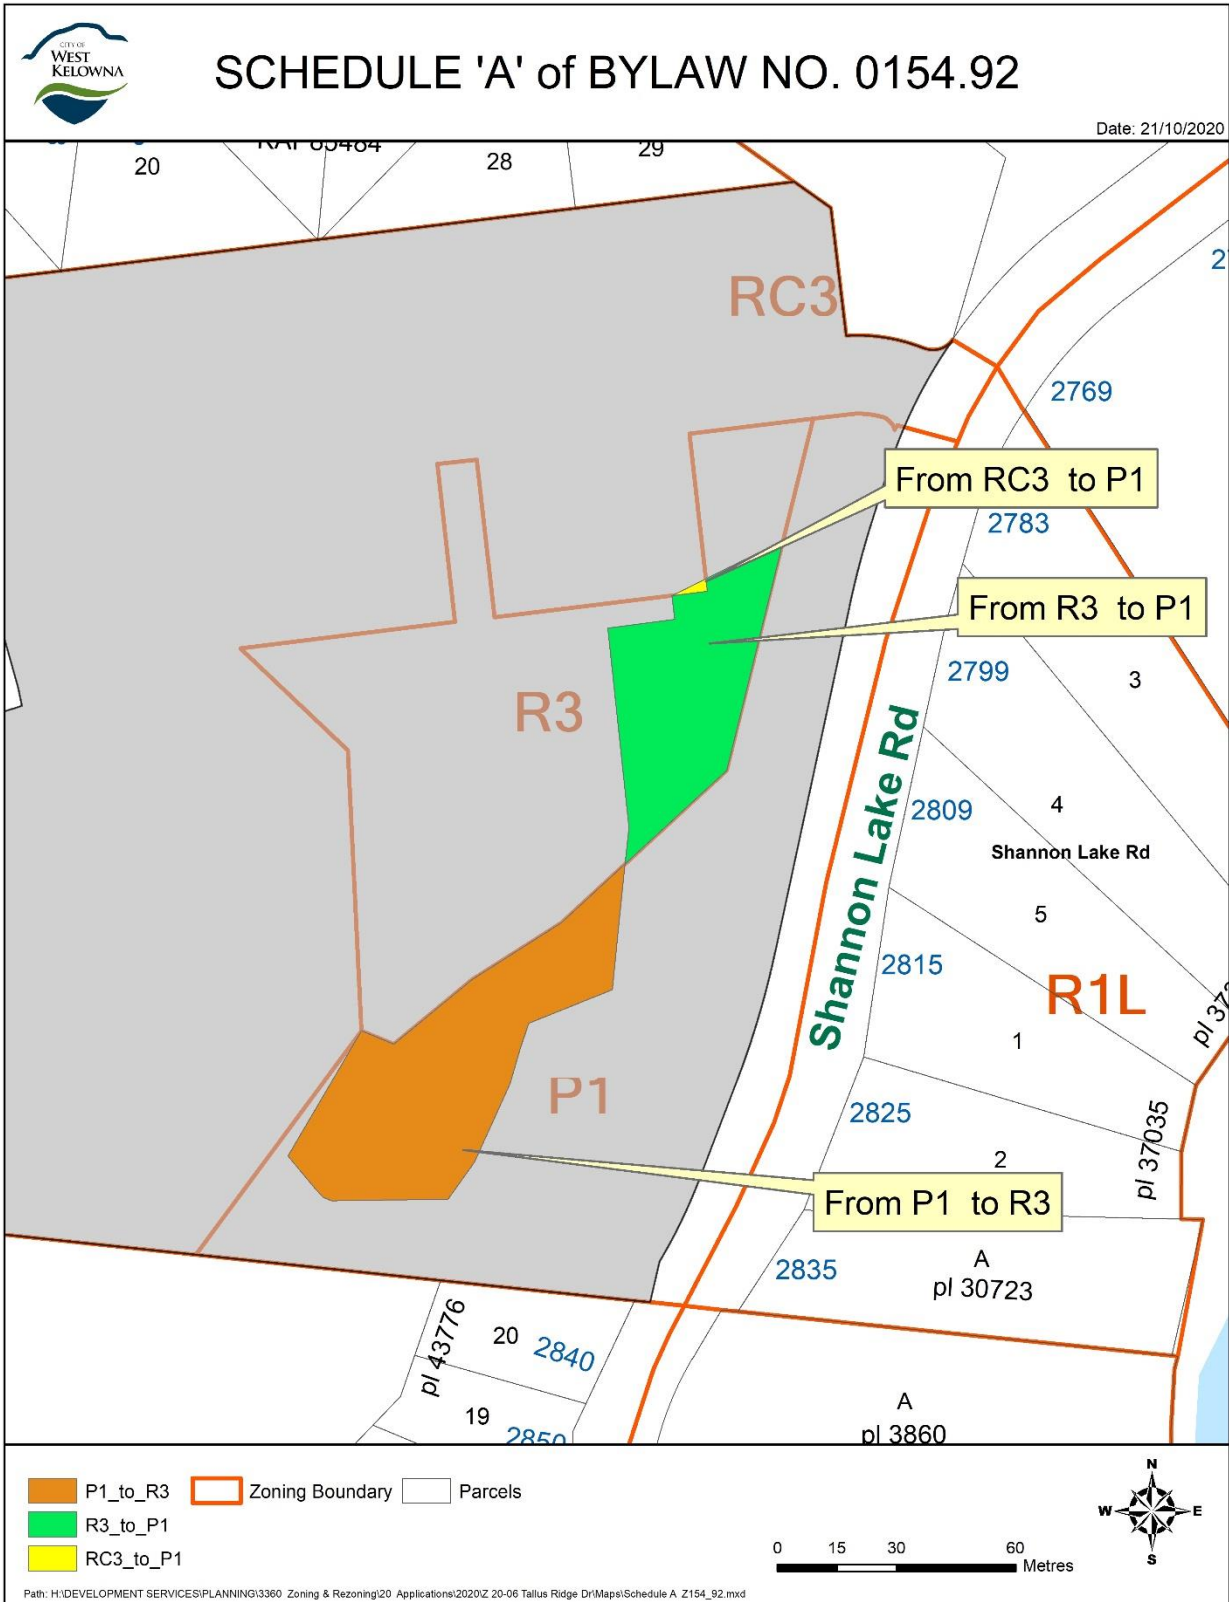 CITY OF
WEST
KELOWNA
SCHEDULE 'A' of BYLAW NO. 0154.92
Date: 21/10/2020
20
KAP 85484
28
29
RC3
2769
From RC3 to P1
2783
From R3 to P1
2799
3
R3
2809
4
Shannon Lake Rd
Shannon Lake Rd
5
2815
R1L
1
P1
2825
pl 37035
2
From P1 to R3
2835
A
pl 30723
pl 43776
20
2840
19
2850
A
pl 3860
P1_to_R3
Zoning Boundary
Parcels
R3_to_P1
RC3_to_P1
N
W
E
S
0 15 30 60
Metres
Path: H:\DEVELOPMENT SERVICES\PLANNING\3360 Zoning & Rezoning\20 Applications\2020\Z 20-06 Tallus Ridge Dr\Maps\Schedule A_Z154_92.mxd